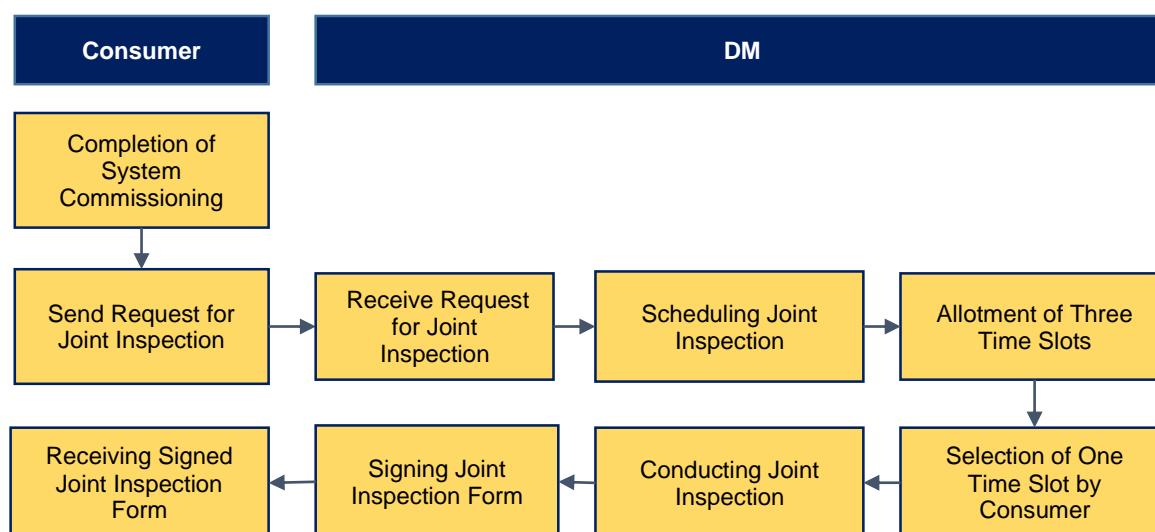 Consumer
DM
Completion of
System
Commissioning
Send Request for
Joint Inspection
Receive Request
for Joint
Inspection
Scheduling Joint
Inspection
Allotment of Three
Time Slots
Receiving Signed
Joint Inspection
Form
Signing Joint
Inspection Form
Conducting Joint
Inspection
Selection of One
Time Slot by
Consumer